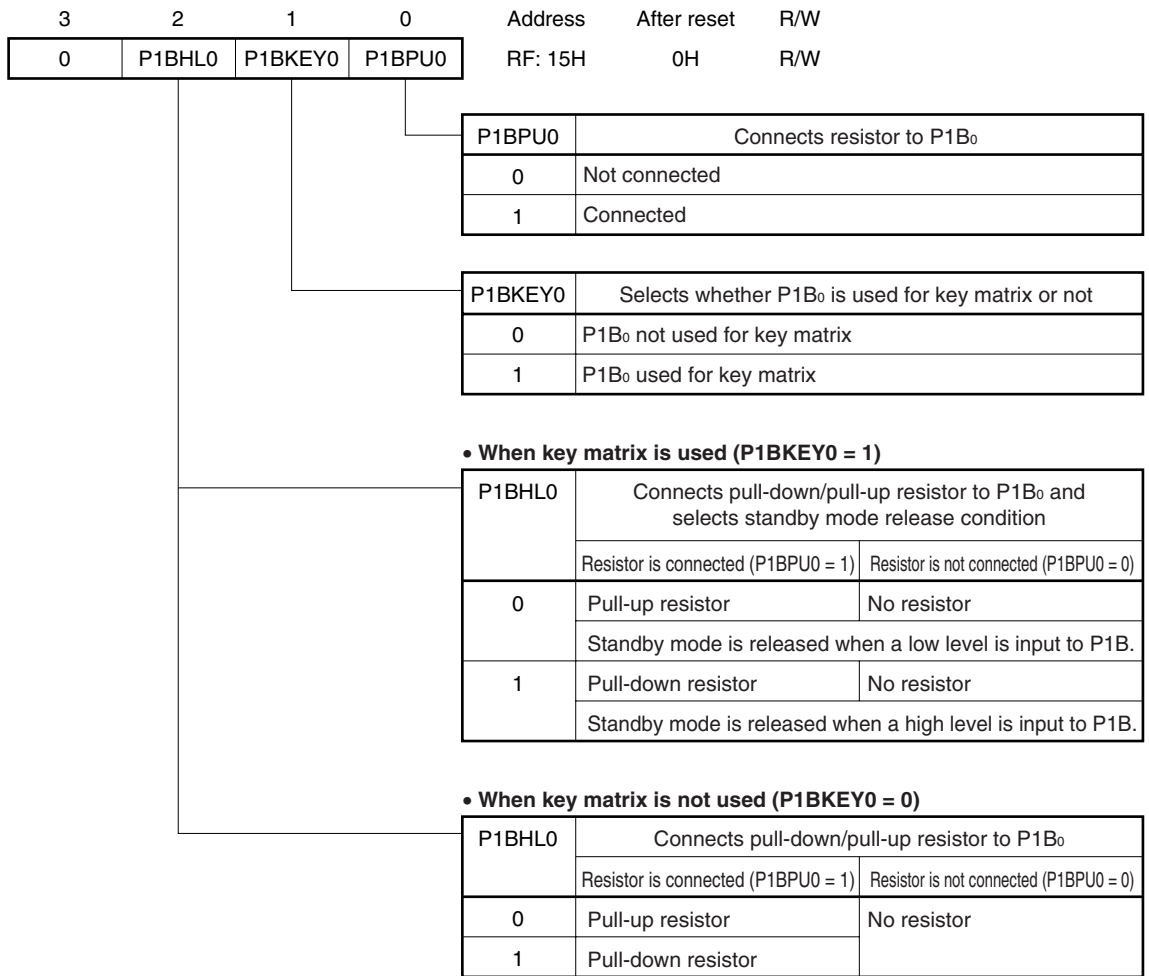 3 2 1 0 Address After reset R/W
0 P1BHL0 P1BKEY0 P1BPU0 RF: 15H 0H R/W
P1BPU0 Connects resistor to P1B₀
0 Not connected
1 Connected
P1BKEY0 Selects whether P1B₀ is used for key matrix or not
0 P1B₀ not used for key matrix
1 P1B₀ used for key matrix
• When key matrix is used (P1BKEY0 = 1)
P1BHL0 Connects pull-down/pull-up resistor to P1B₀ and
selects standby mode release condition
Resistor is connected (P1BPU0 = 1) Resistor is not connected (P1BPU0 = 0)
0 Pull-up resistor No resistor
Standby mode is released when a low level is input to P1B.
1 Pull-down resistor No resistor
Standby mode is released when a high level is input to P1B.
• When key matrix is not used (P1BKEY0 = 0)
P1BHL0 Connects pull-down/pull-up resistor to P1B₀
Resistor is connected (P1BPU0 = 1) Resistor is not connected (P1BPU0 = 0)
0 Pull-up resistor No resistor
1 Pull-down resistor